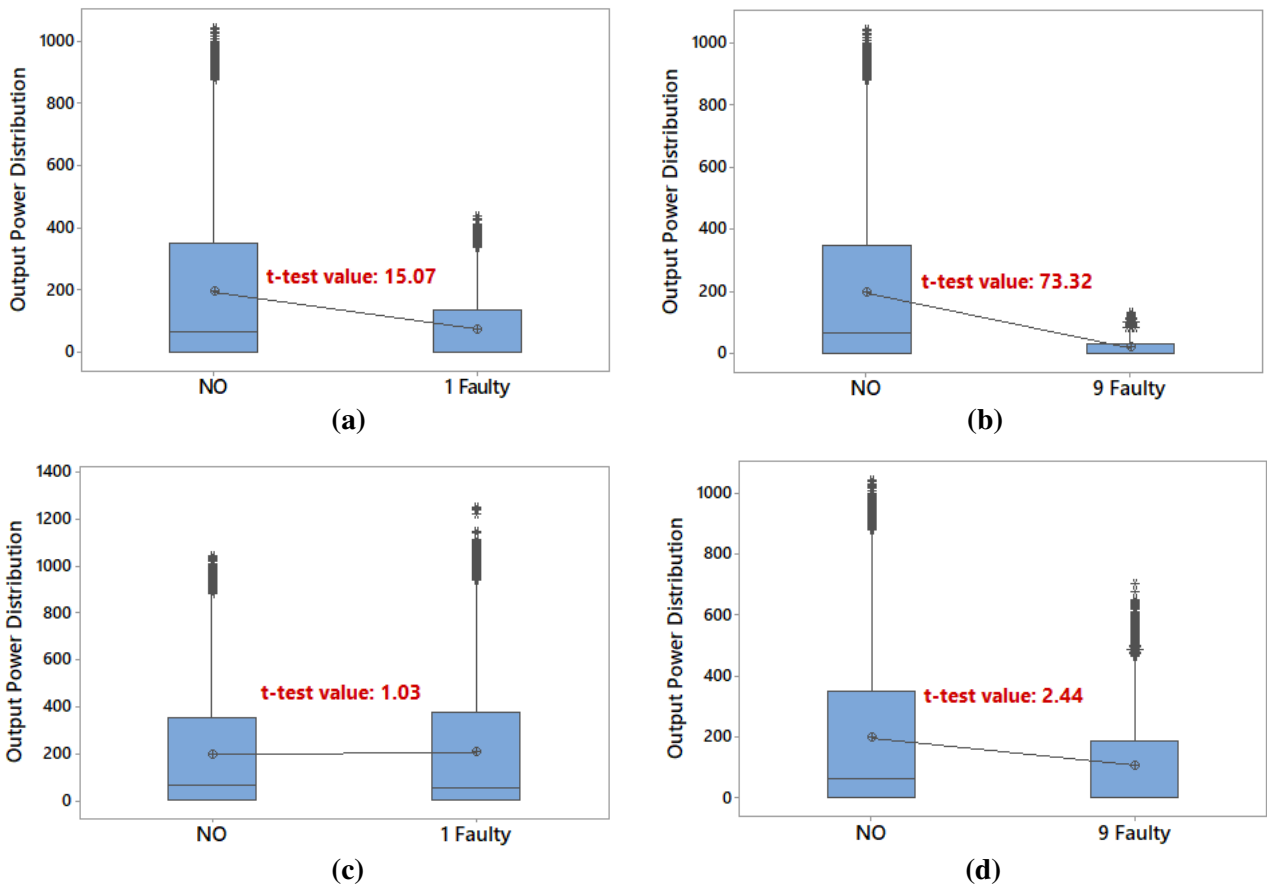 Output Power Distribution
1000
800
600
400
200
0
t-test value: 15.07
NO
1 Faulty
(a)
Output Power Distribution
1000
800
600
400
200
0
t-test value: 73.32
NO
9 Faulty
(b)
Output Power Distribution
1400
1200
1000
800
600
400
200
0
t-test value: 1.03
NO
1 Faulty
(c)
Output Power Distribution
1000
800
600
400
200
0
t-test value: 2.44
NO
9 Faulty
(d)